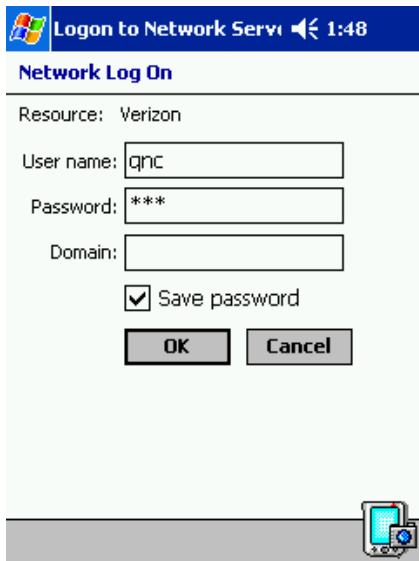 Logon to Network Serv 1:48
Network Log On
Resource: Verizon
User name: qnc
Password: ***
Domain:
Save password
OK Cancel